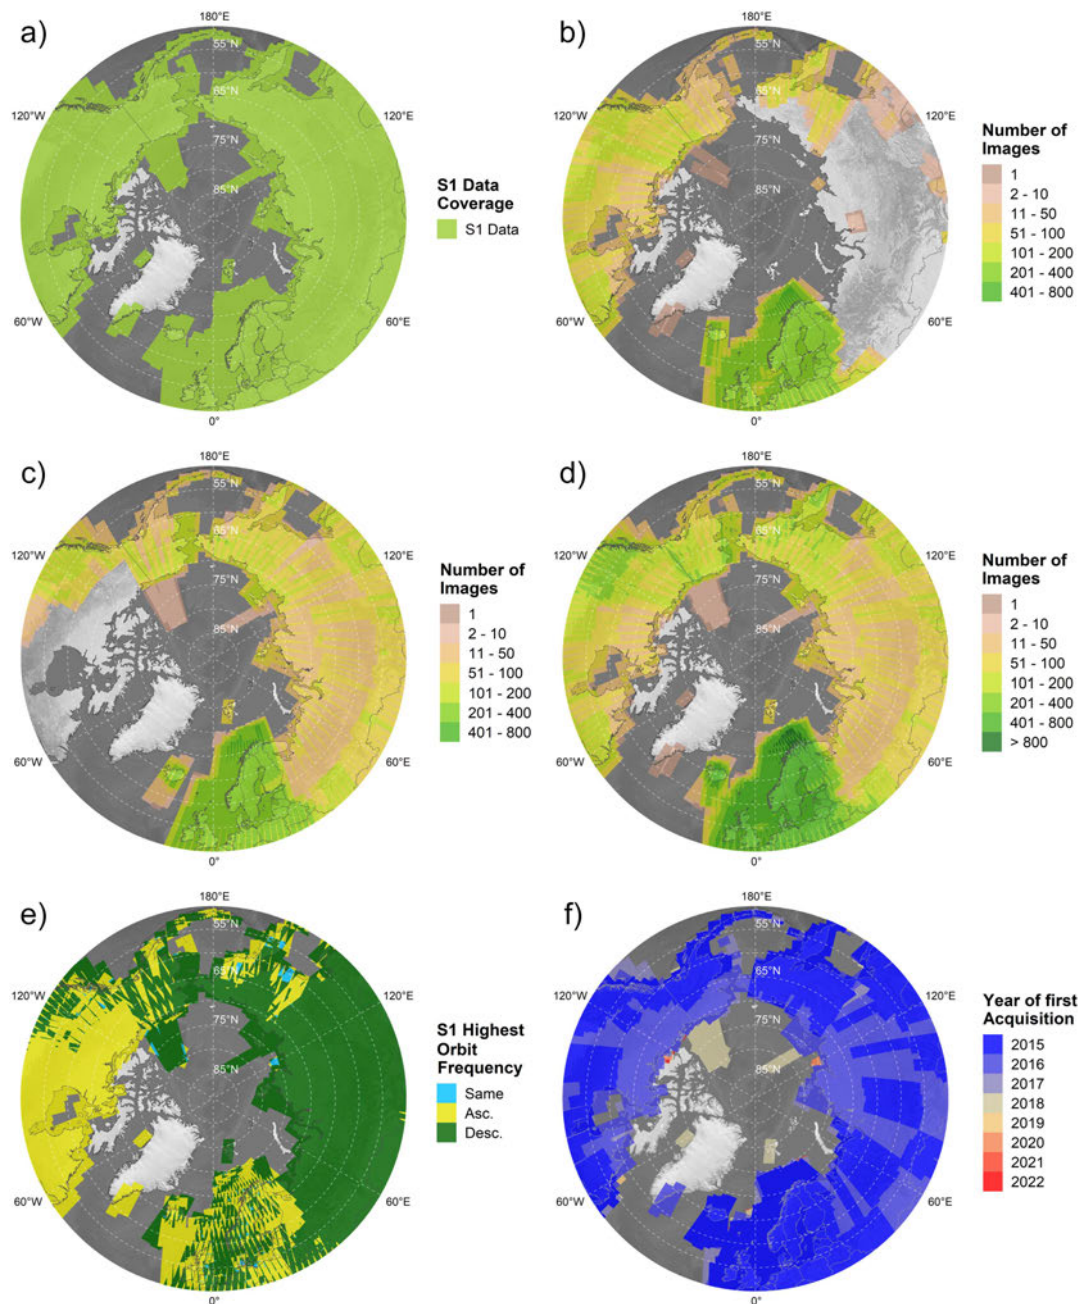 a)
180°E
55°N
65°N
75°N
85°N
120°W
120°E
60°W
60°E
0°
S1 Data
Coverage
S1 Data
b)
180°E
55°N
65°N
75°N
85°N
120°W
120°E
60°W
60°E
0°
Number of
Images
1
2 - 10
11 - 50
51 - 100
101 - 200
201 - 400
401 - 800
c)
180°E
55°N
65°N
75°N
85°N
120°W
120°E
60°W
60°E
0°
Number of
Images
1
2 - 10
11 - 50
51 - 100
101 - 200
201 - 400
401 - 800
d)
180°E
55°N
65°N
75°N
85°N
120°W
120°E
60°W
60°E
0°
Number of
Images
1
2 - 10
11 - 50
51 - 100
101 - 200
201 - 400
401 - 800
> 800
e)
180°E
55°N
65°N
75°N
85°N
120°W
120°E
60°W
60°E
0°
S1 Highest
Orbit
Frequency
Same
Asc.
Desc.
f)
180°E
55°N
65°N
75°N
85°N
120°W
120°E
60°W
60°E
0°
Year of first
Acquisition
2015
2016
2017
2018
2019
2020
2021
2022